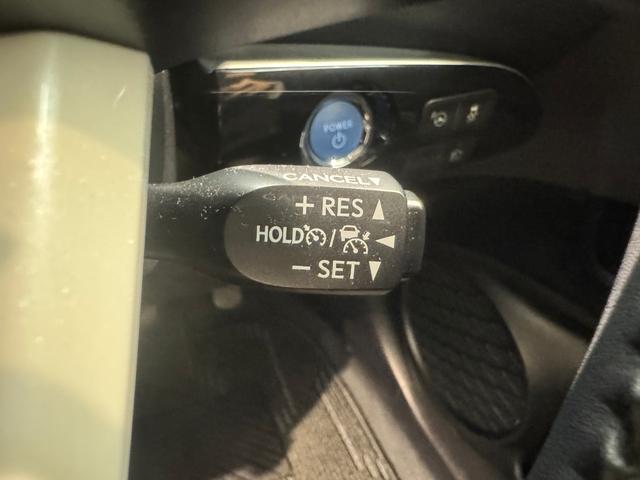 POWER
CANCEL▼
+ RES ▲
HOLD / ◀
− SET ▼